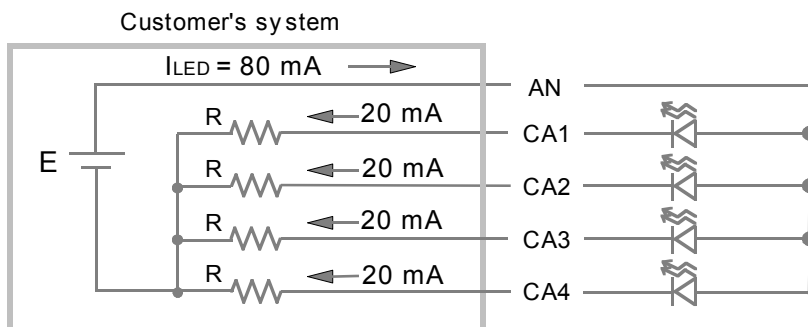 Customer's system
ILED = 80 mA
AN
R 20 mA CA1
E
R 20 mA CA2
R 20 mA CA3
R 20 mA CA4